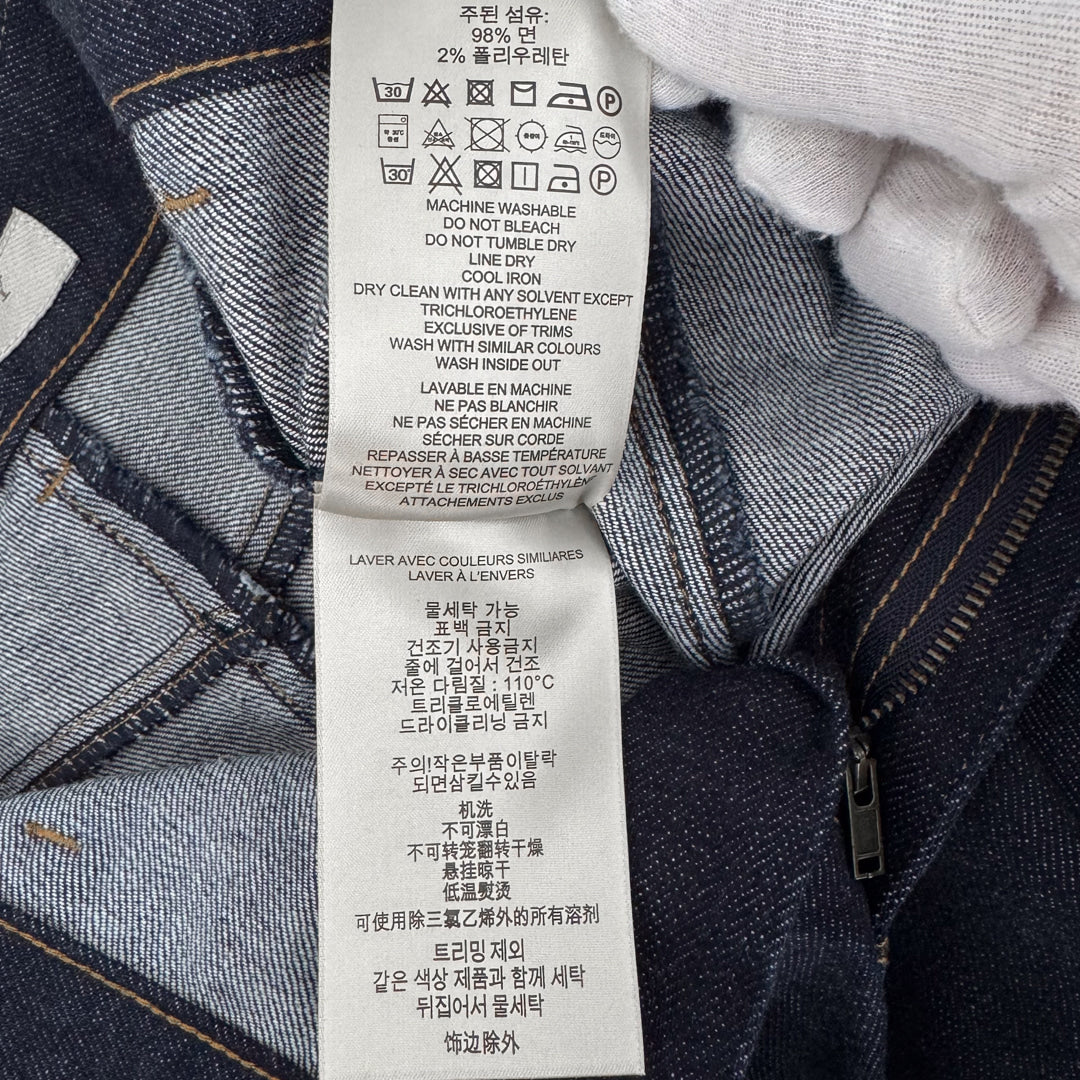 주된 섬유:
98% 면
2% 폴리우레탄
30 P
약 30℃ 중성
30 P
MACHINE WASHABLE
DO NOT BLEACH
DO NOT TUMBLE DRY
LINE DRY
COOL IRON
DRY CLEAN WITH ANY SOLVENT EXCEPT
TRICHLOROETHYLENE
EXCLUSIVE OF TRIMS
WASH WITH SIMILAR COLOURS
WASH INSIDE OUT
LAVABLE EN MACHINE
NE PAS BLANCHIR
NE PAS SÉCHER EN MACHINE
SÉCHER SUR CORDE
REPASSER À BASSE TEMPÉRATURE
NETTOYER À SEC AVEC TOUT SOLVANT
EXCEPTÉ LE TRICHLOROÉTHYLÈN
ATTACHEMENTS EXCLUS
LAVER AVEC COULEURS SIMILIARES
LAVER À L'ENVERS
물세탁 가능
표백 금지
건조기 사용금지
줄에 걸어서 건조
저온 다림질 : 110°C
트리클로에틸렌
드라이클리닝 금지
주의!작은부품이탈락
되면삼킬수있음
机洗
不可漂白
不可转笼翻转干燥
悬挂晾干
低温熨烫
可使用除三氯乙烯外的所有溶剂
트리밍 제외
같은 색상 제품과 함께 세탁
뒤집어서 물세탁
饰边除外